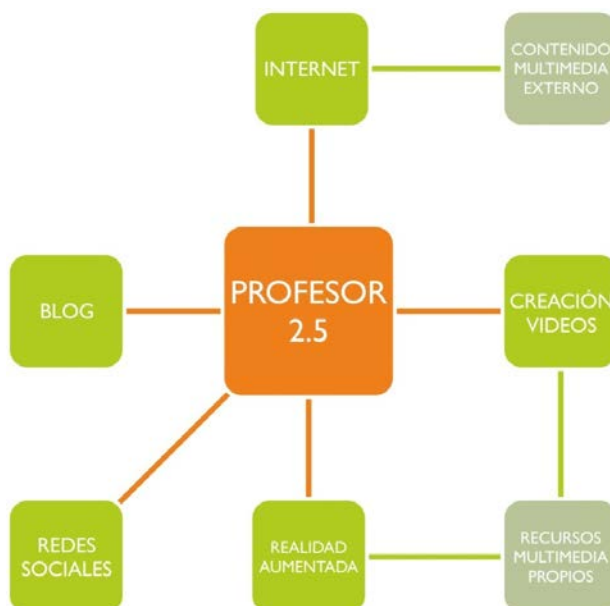 INTERNET
CONTENIDO
MULTIMEDIA
EXTERNO
BLOG
PROFESOR
2.5
CREACIÓN
VIDEOS
REDES
SOCIALES
REALIDAD
AUMENTADA
RECURSOS
MULTIMEDIA
PROPIOS